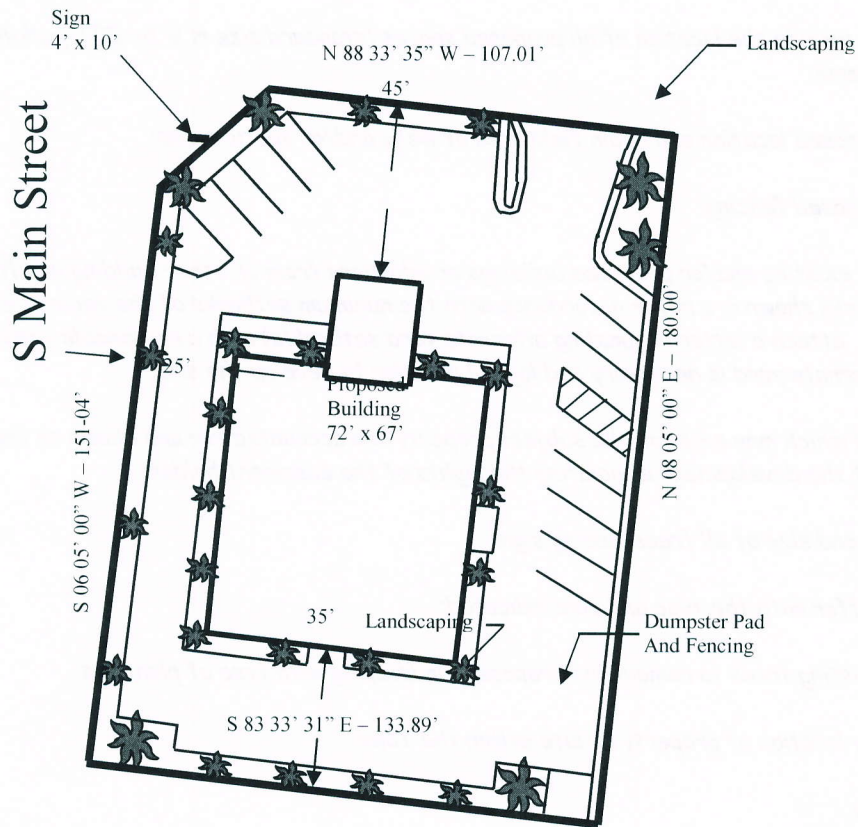 Sign
4' x 10'
N 88 33' 35" W – 107.01'
Landscaping
45'
S Main Street
25'
Proposed
Building
72' x 67'
N 08 05' 00" E – 180.00'
S 06 05' 00" W – 151-04'
35'
Landscaping
Dumpster Pad
And Fencing
S 83 33' 31" E – 133.89'